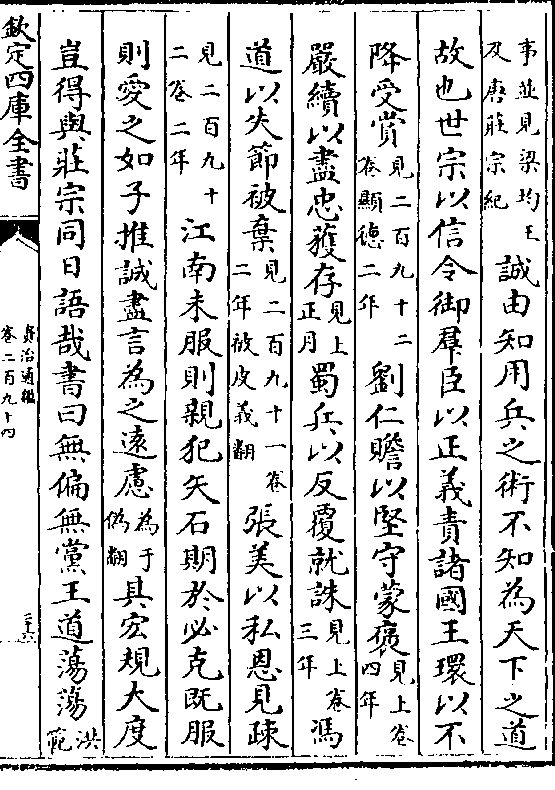 事並見梁均王
及唐莊宗紀
誠由知用兵之術不知為天下之道
故也世宗以信令御羣臣以正義責諸國王環以不
降受賞
見二百九十二
卷顯德二年
劉仁贍以堅守蒙褒
見上卷
四年
嚴續以盡忠獲存
見上
正月
蜀兵以反覆就誅
見上卷
三年
馮
道以失節被棄
見二百九十一卷
二年被皮義翻
張美以私恩見疎
見二百九十
二卷二年
江南未服則親犯矢石期於必克既服
則愛之如子推誠盡言為之遠慮
為于
偽翻
其宏規大度
豈得與莊宗同日語哉書曰無偏無黨王道蕩蕩
洪
範
欽定四庫全書
資治通鑑
卷二百九十四